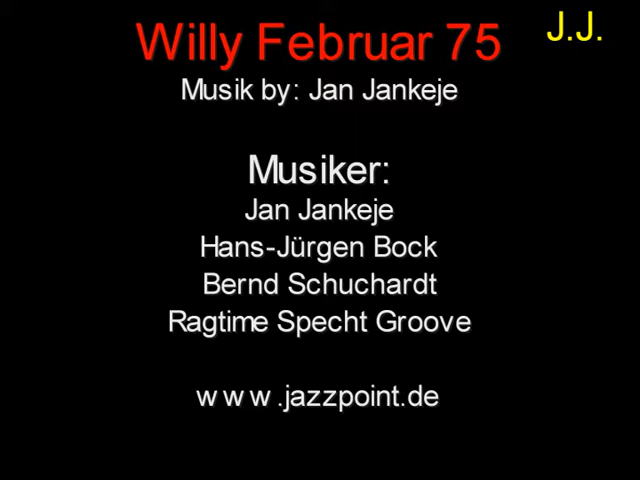 Willy Februar 75
J.J.
Musik by: Jan Jankeje
Musiker:
Jan Jankeje
Hans-Jürgen Bock
Bernd Schuchardt
Ragtime Specht Groove
www.jazzpoint.de